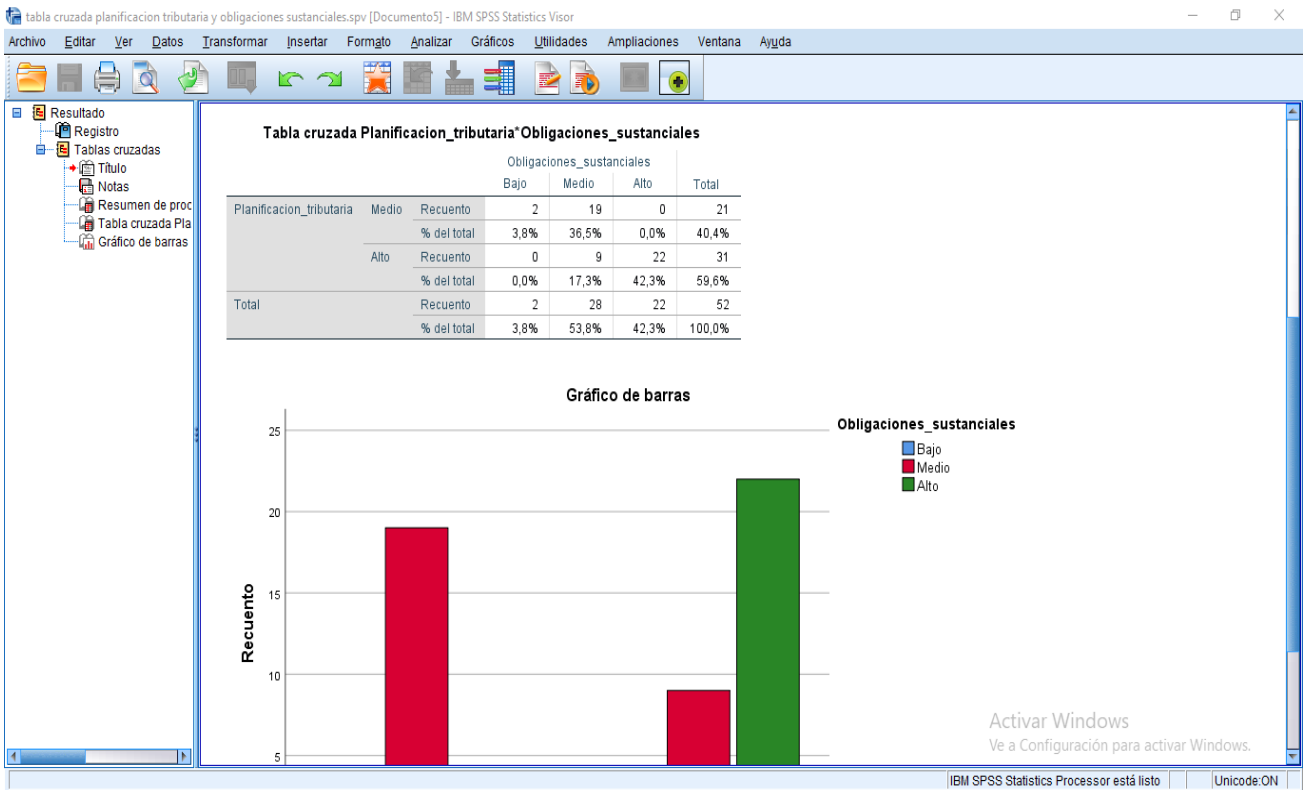 tabla cruzada planificacion tributaria y obligaciones sustanciales.spv [Documento5] - IBM SPSS Statistics Visor
Archivo Editar Ver Datos Transformar Insertar Formato Analizar Gráficos Utilidades Ampliaciones Ventana Ayuda
Resultado
Registro
Tablas cruzadas
Título
Notas
Resumen de proc
Tabla cruzada Pla
Gráfico de barras
Tabla cruzada Planificacion_tributaria*Obligaciones_sustanciales
Obligaciones_sustanciales
Bajo Medio Alto Total
Planificacion_tributaria Medio Recuento 2 19 0 21
% del total 3,8% 36,5% 0,0% 40,4%
Alto Recuento 0 9 22 31
% del total 0,0% 17,3% 42,3% 59,6%
Total Recuento 2 28 22 52
% del total 3,8% 53,8% 42,3% 100,0%
Gráfico de barras
Obligaciones_sustanciales
Bajo
Medio
Alto
Recuento
25
20
15
10
5
Activar Windows
Ve a Configuración para activar Windows.
IBM SPSS Statistics Processor está listo Unicode:ON